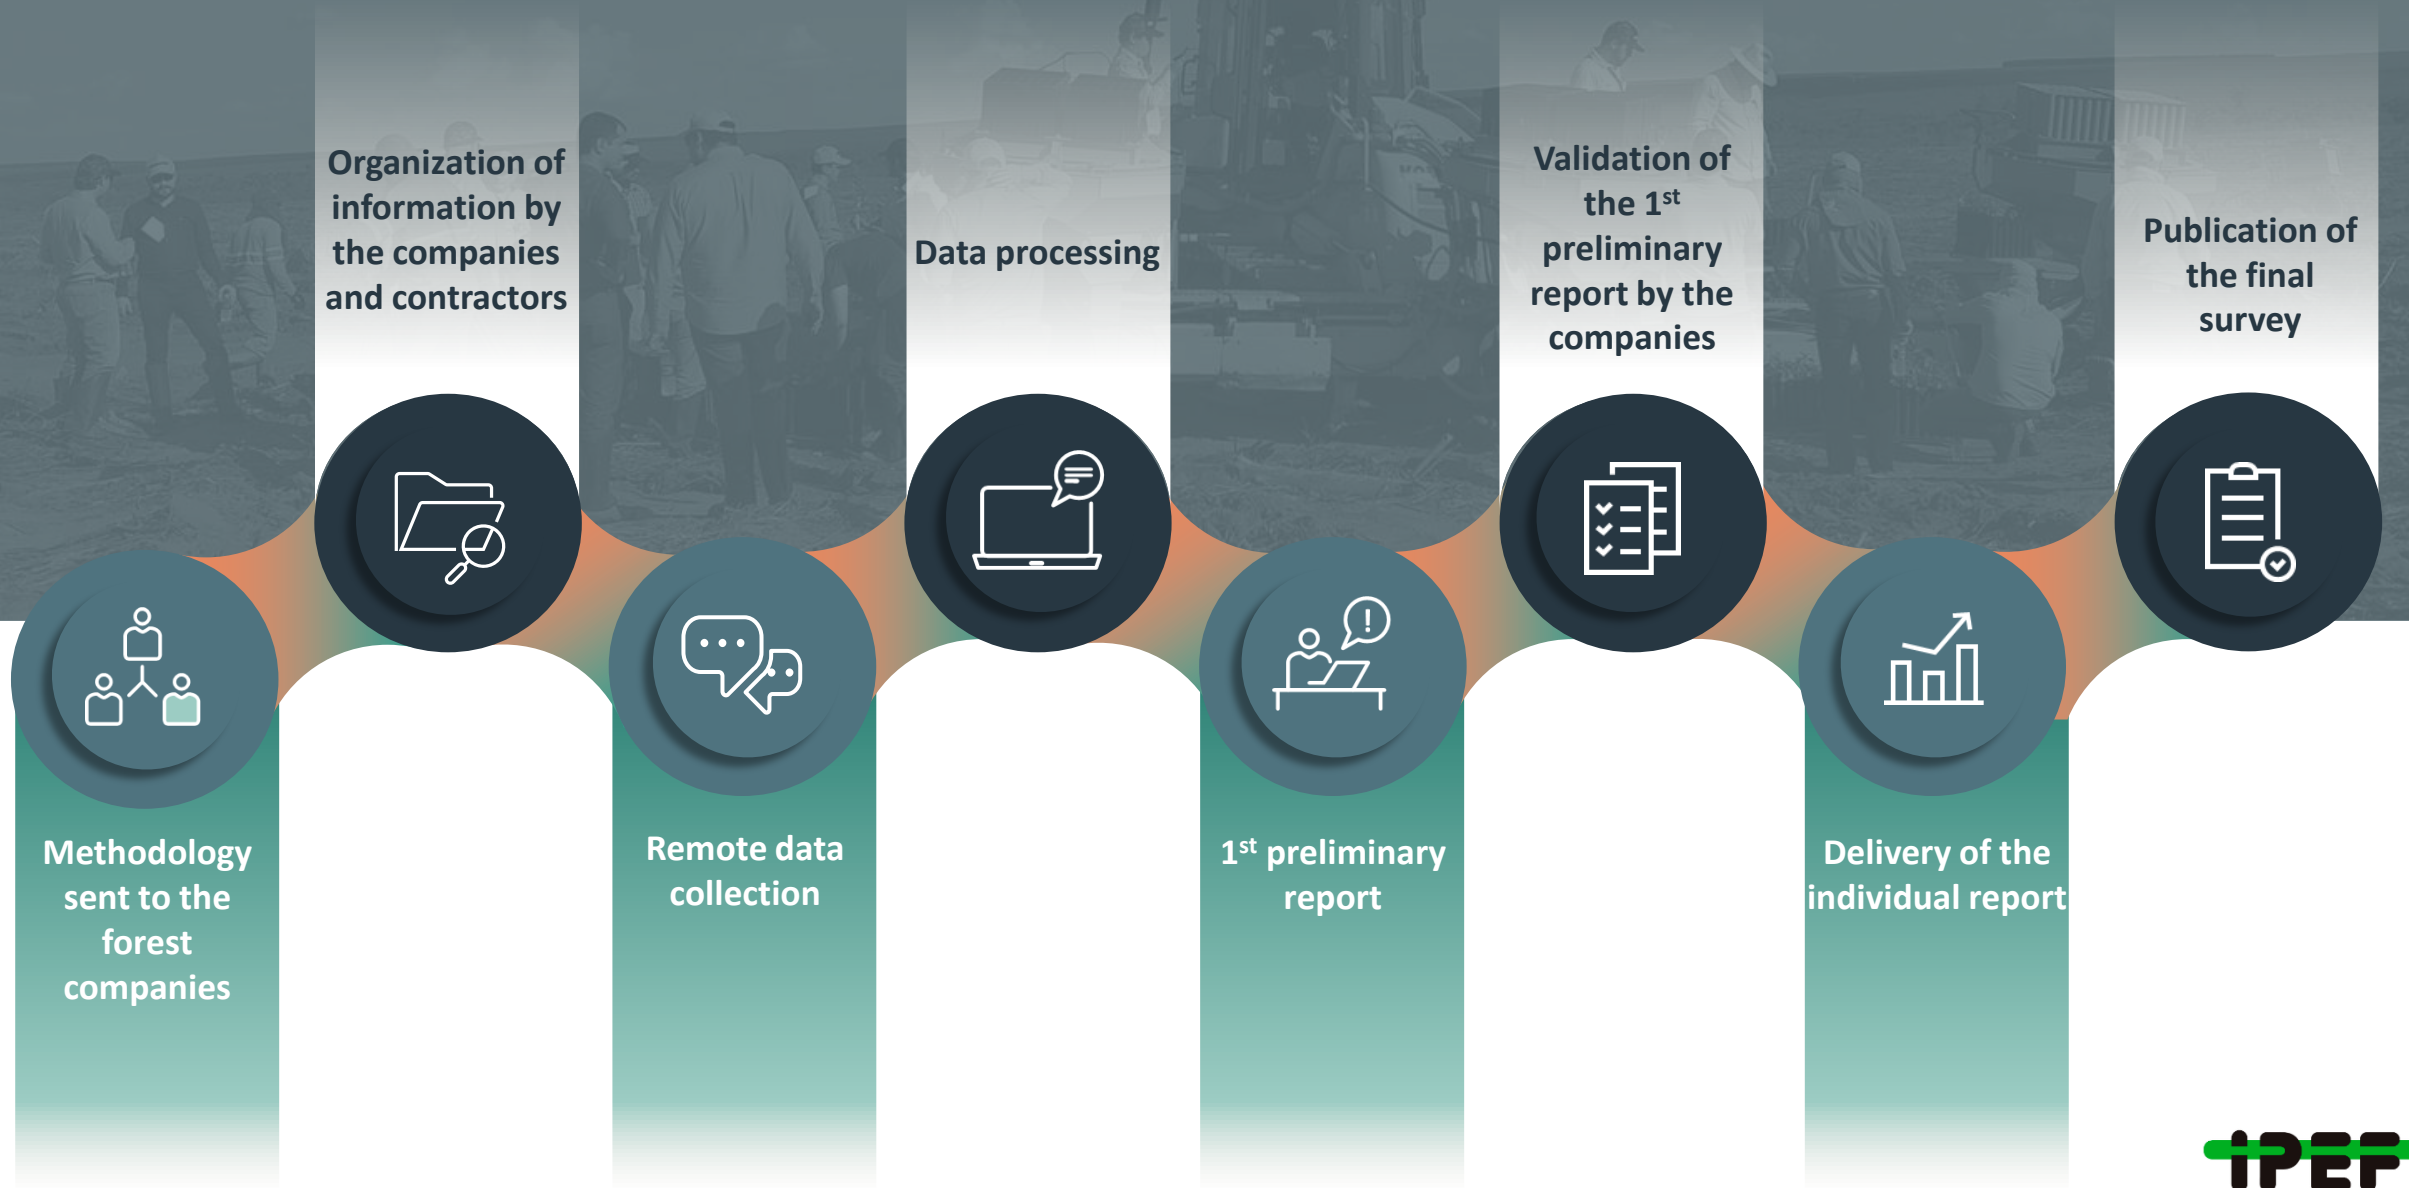 Methodology
sent to the
forest
companies
Organization of
information by
the companies
and contractors
Remote data
collection
Data processing
1st preliminary
report
Validation of
the 1st
preliminary
report by the
companies
Delivery of the
individual report
Publication of
the final
survey
iPEF